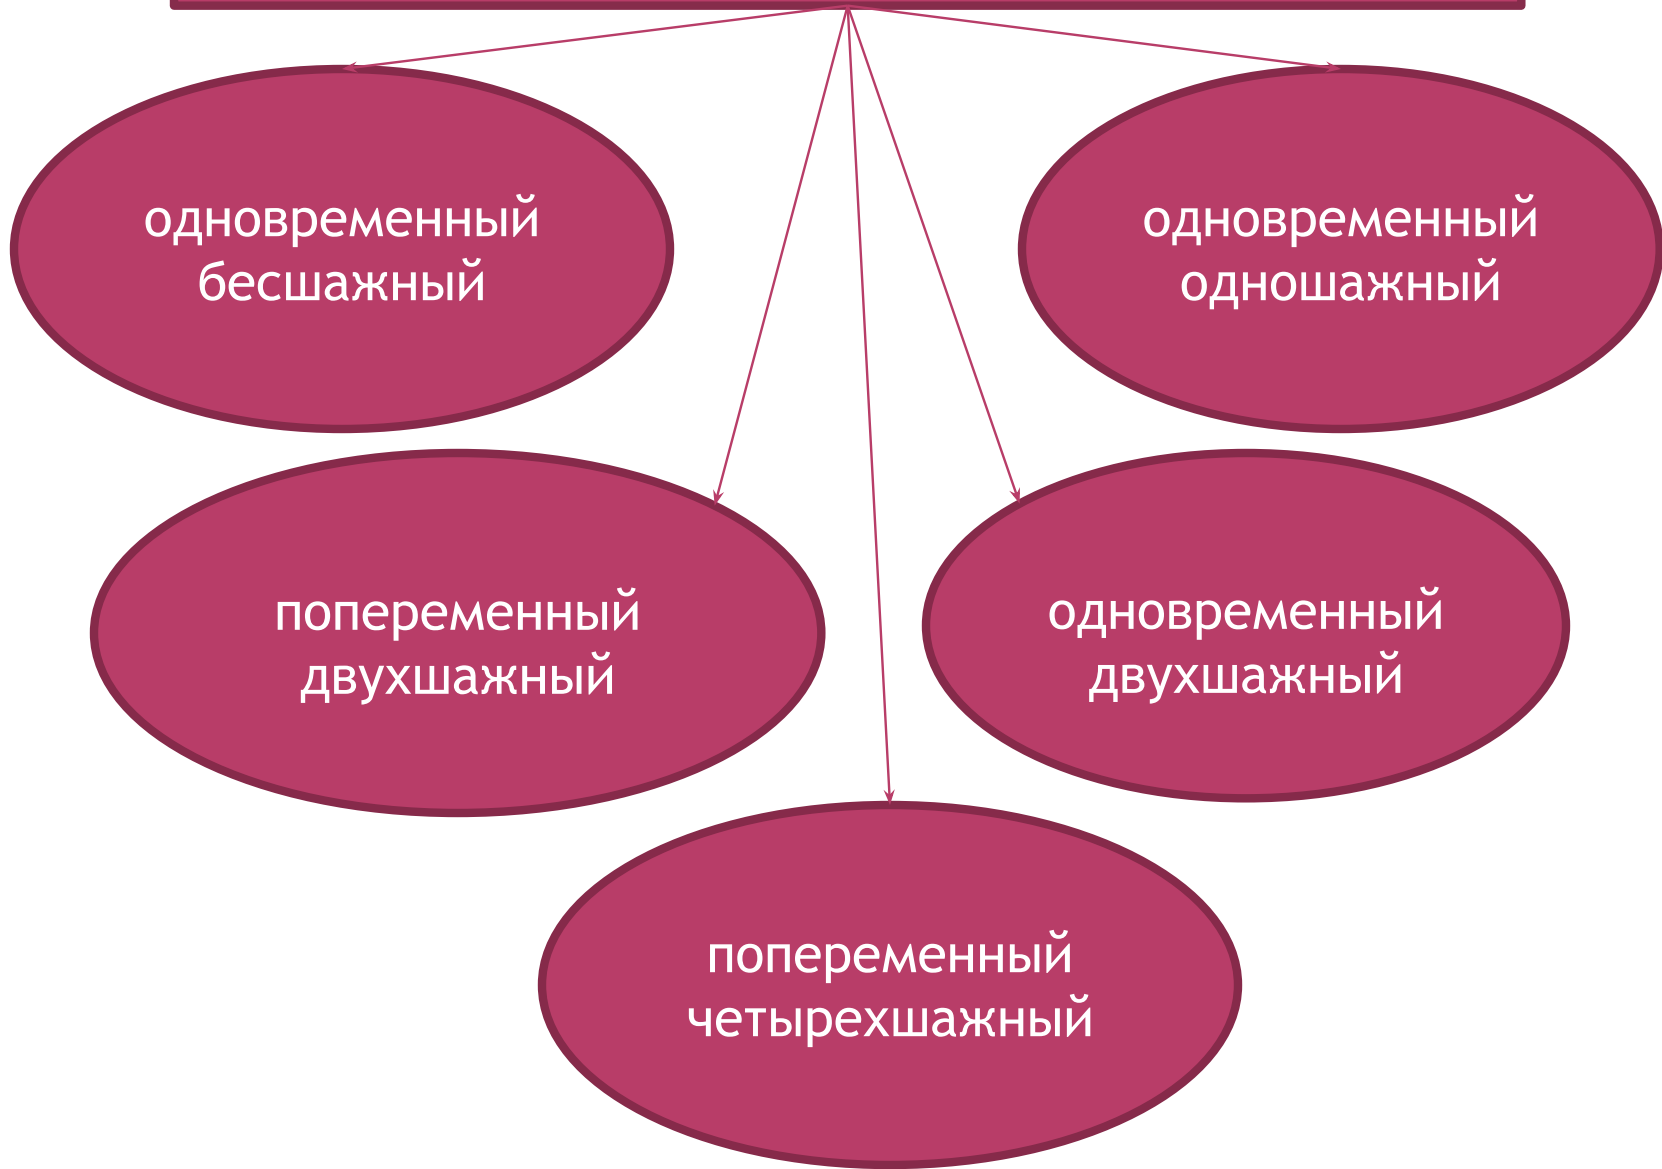 одновременный
бесшажный
одновременный
одношажный
попеременный
двухшажный
одновременный
двухшажный
попеременный
четырехшажный